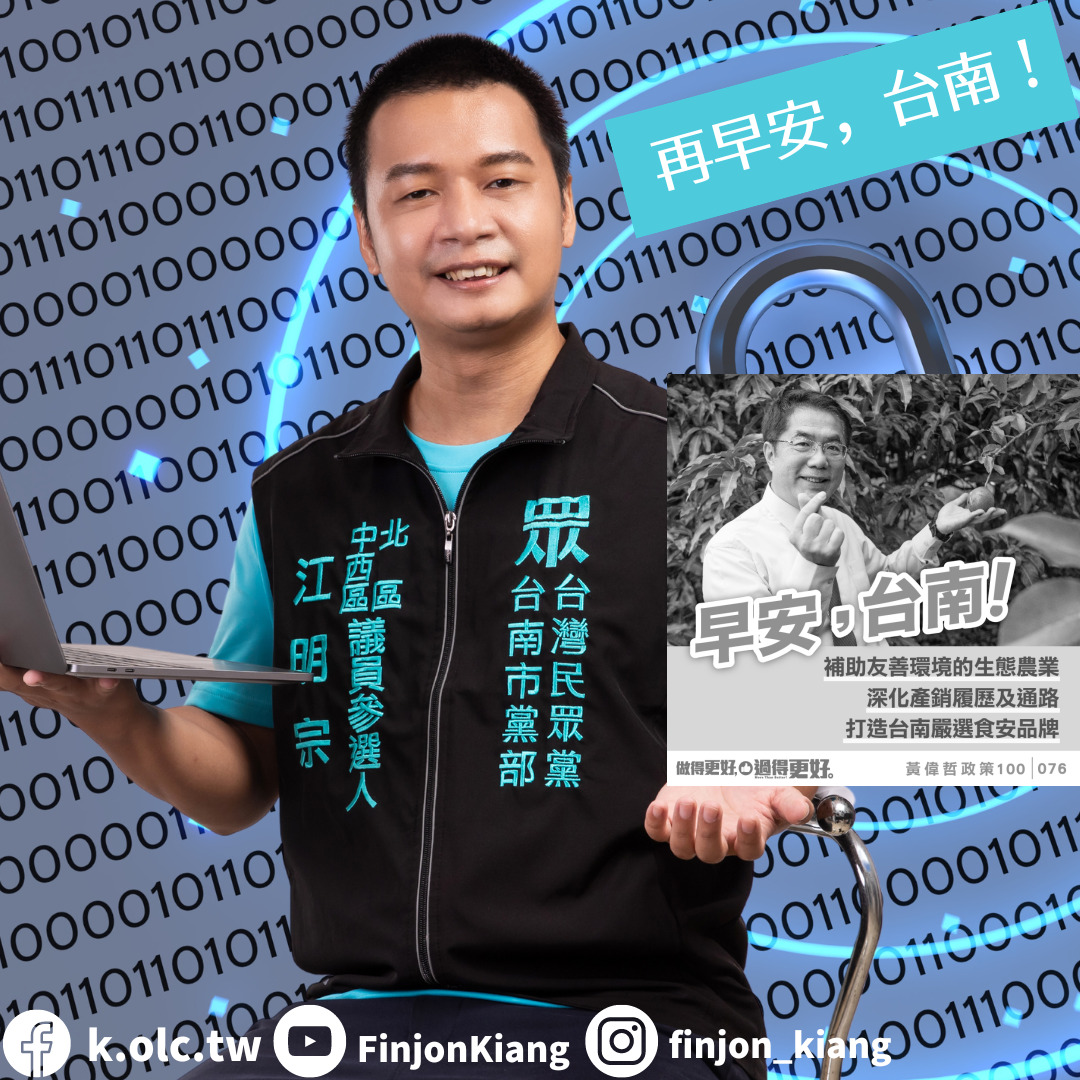 再早安，台南！
江明宗
北區
中西區
議員參選人
眾
台灣民眾黨
台南市黨部
早安，台南！
補助友善環境的生態農業
深化產銷履歷及通路
打造台南嚴選食安品牌
做得更好，過得更好。
黃偉哲政策100 | 076
k.olc.tw
FinjonKiang
finjon_kiang